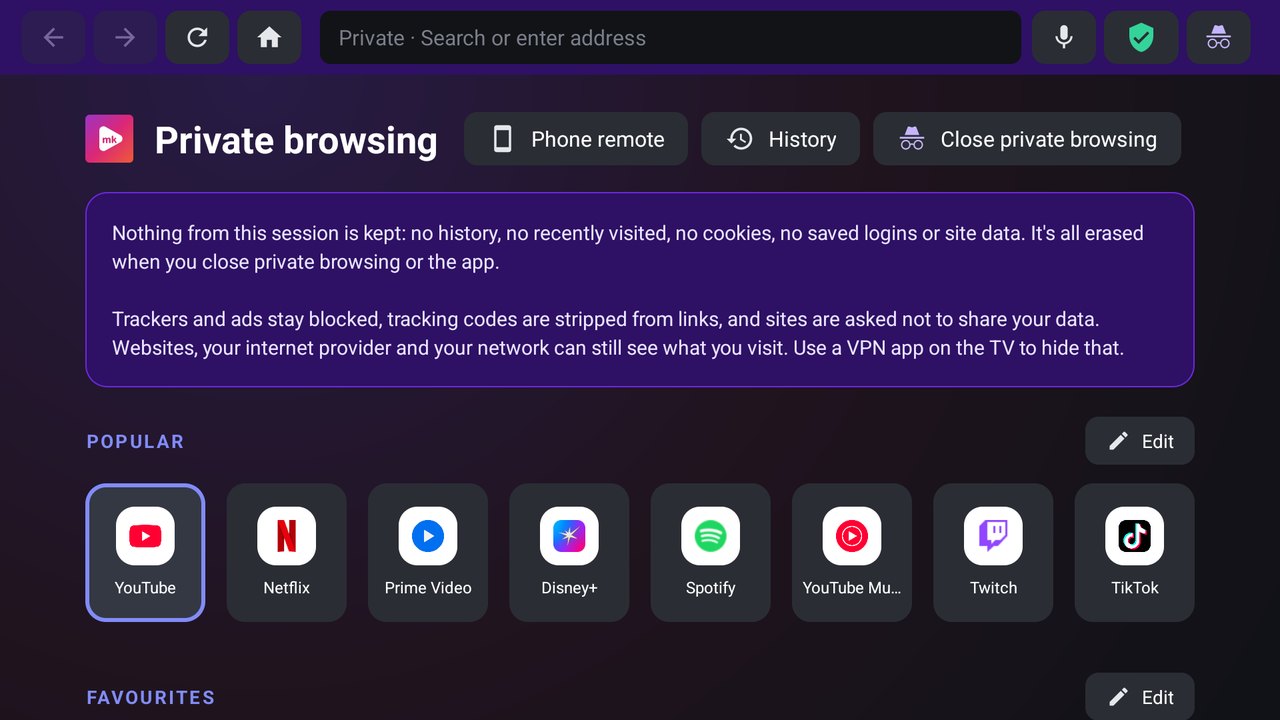 Private · Search or enter address
mk
Private browsing
Phone remote
History
Close private browsing
Nothing from this session is kept: no history, no recently visited, no cookies, no saved logins or site data. It's all erased
when you close private browsing or the app.
Trackers and ads stay blocked, tracking codes are stripped from links, and sites are asked not to share your data.
Websites, your internet provider and your network can still see what you visit. Use a VPN app on the TV to hide that.
POPULAR
Edit
YouTube
Netflix
Prime Video
Disney+
Spotify
YouTube Mu...
Twitch
TikTok
FAVOURITES
Edit